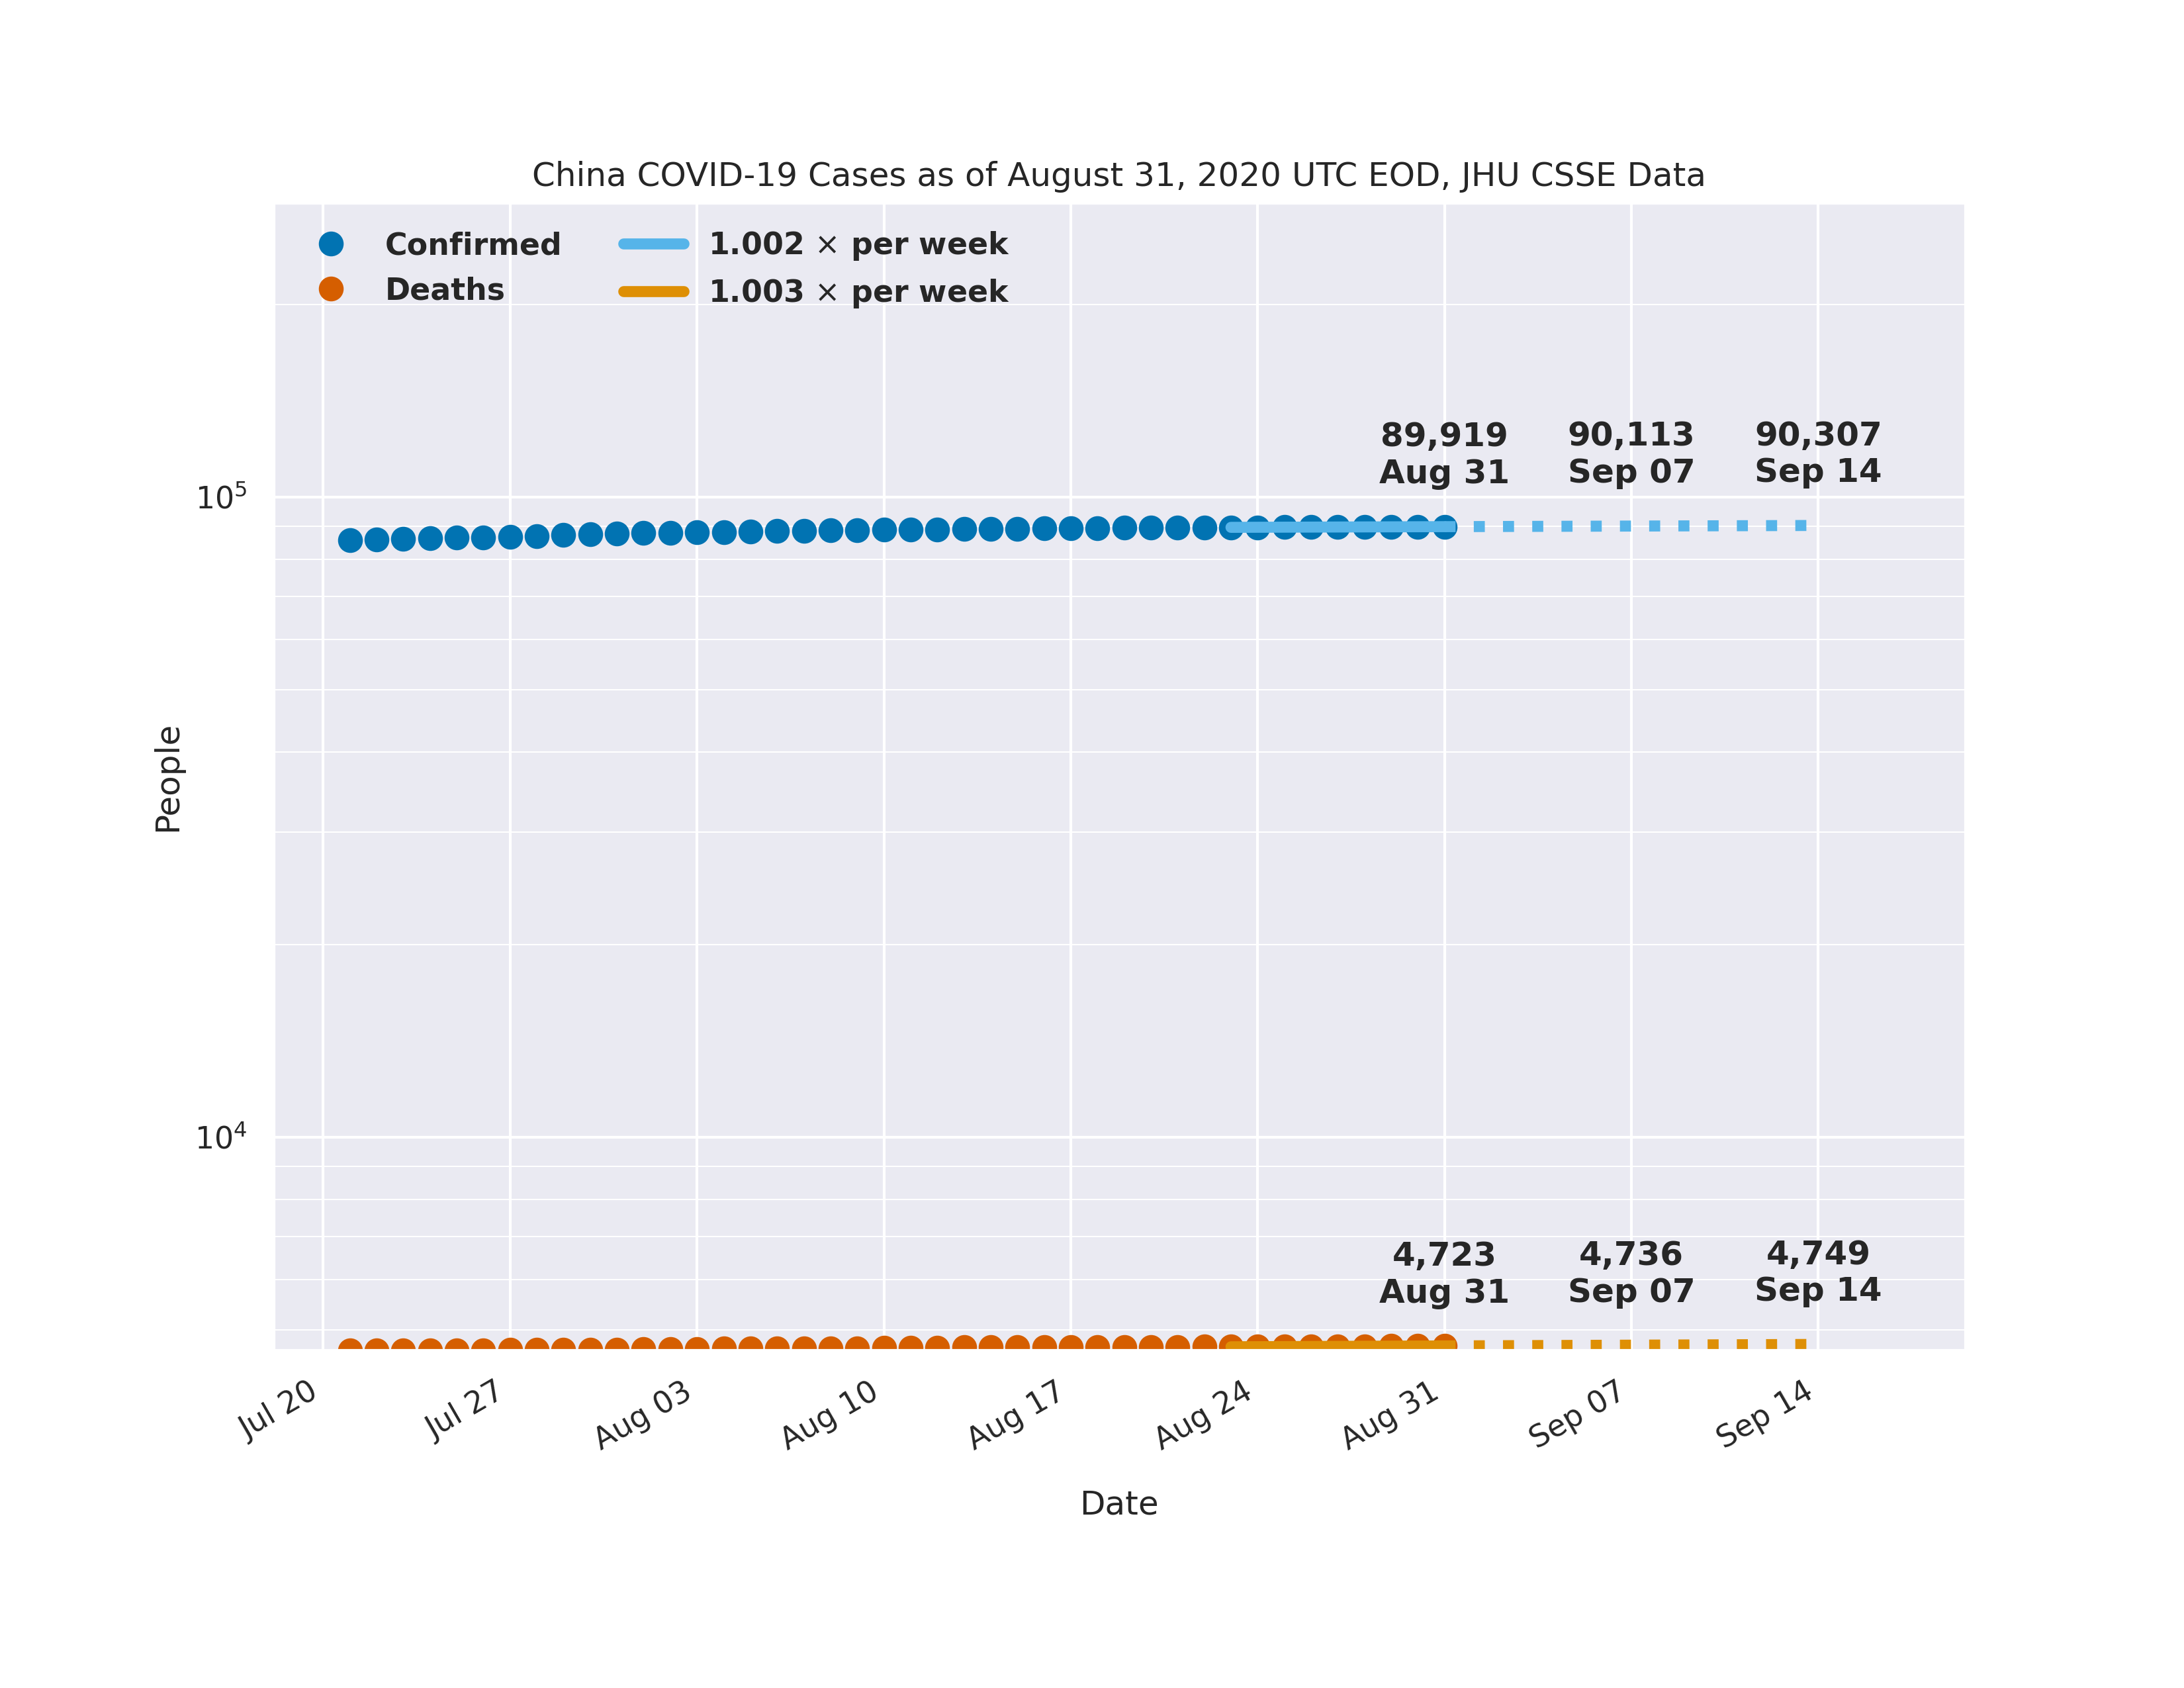 China COVID-19 Cases as of August 31, 2020 UTC EOD, JHU CSSE Data
Confirmed
Deaths
1.002 × per week
1.003 × per week
89,919
Aug 31
90,113
Sep 07
90,307
Sep 14
10⁵
People
10⁴
4,723
Aug 31
4,736
Sep 07
4,749
Sep 14
Jul 20
Jul 27
Aug 03
Aug 10
Aug 17
Aug 24
Aug 31
Sep 07
Sep 14
Date